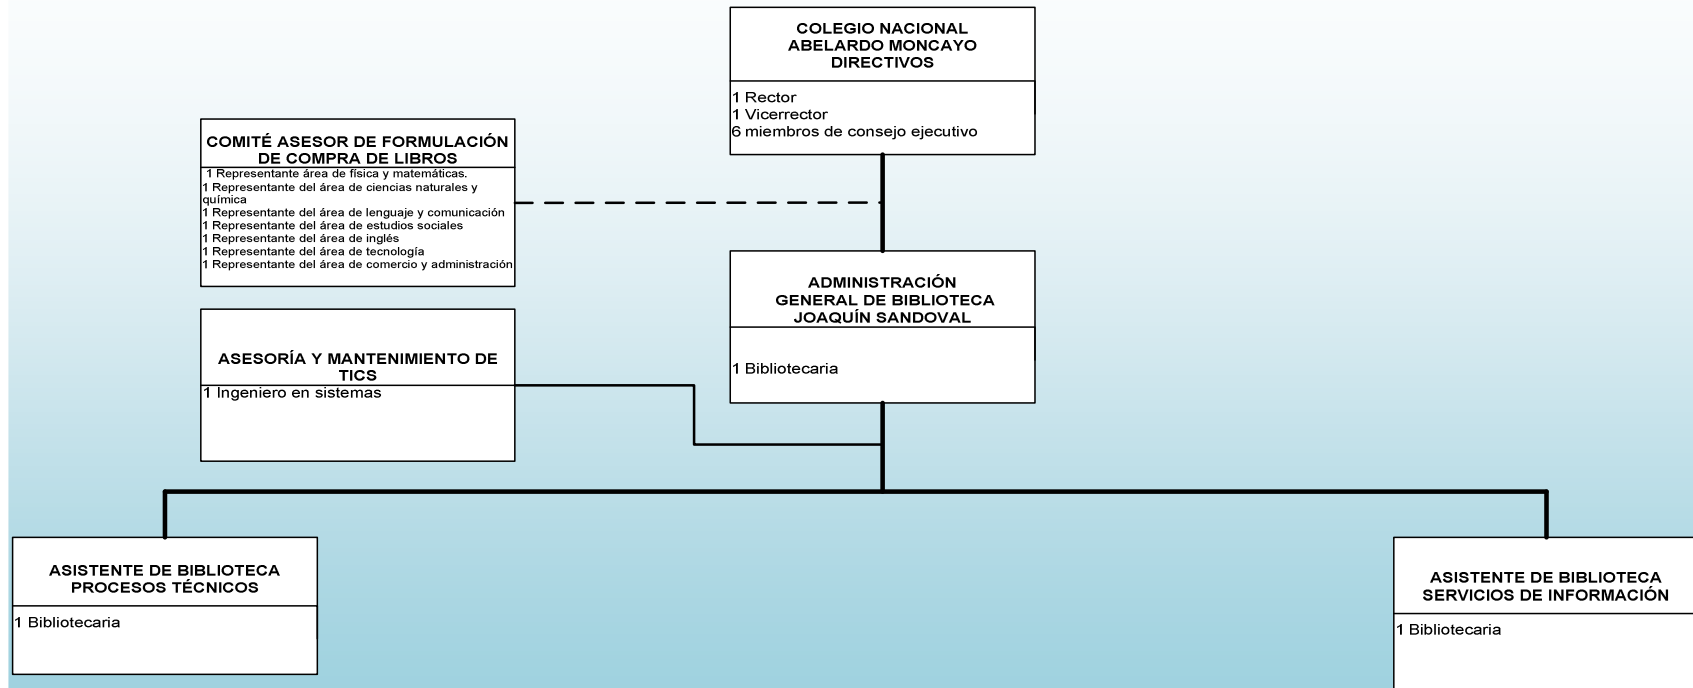 COLEGIO NACIONAL
ABELARDO MONCAYO
DIRECTIVOS
1 Rector
1 Vicerrector
6 miembros de consejo ejecutivo
COMITÉ ASESOR DE FORMULACIÓN
DE COMPRA DE LIBROS
1 Representante área de física y matemáticas.
1 Representante del área de ciencias naturales y
química
1 Representante del área de lenguaje y comunicación
1 Representante del área de estudios sociales
1 Representante del área de inglés
1 Representante del área de tecnología
1 Representante del área de comercio y administración
ADMINISTRACIÓN
GENERAL DE BIBLIOTECA
JOAQUÍN SANDOVAL
1 Bibliotecaria
ASESORÍA Y MANTENIMIENTO DE
TICS
1 Ingeniero en sistemas
ASISTENTE DE BIBLIOTECA
PROCESOS TÉCNICOS
1 Bibliotecaria
ASISTENTE DE BIBLIOTECA
SERVICIOS DE INFORMACIÓN
1 Bibliotecaria